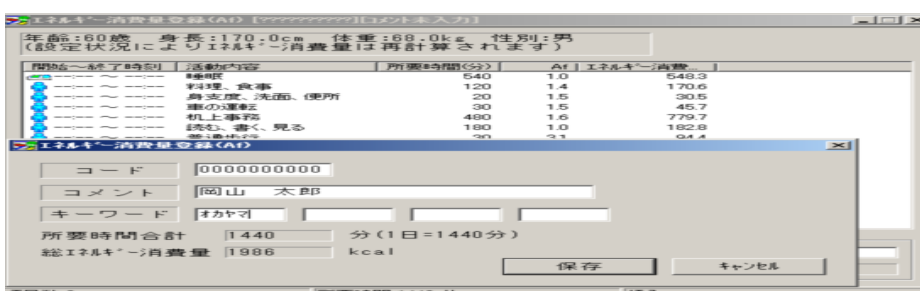 エネルギー消費量登録(Af) [??????????][コメント未入力]
年齢:60歳 身長:170.0cm 体重:68.0kg 性別:男
(設定状況によりエネルギー消費量は再計算されます)
開始～終了時刻 活動内容 所要時間(分) Af エネルギー消費...
--:-- ～ --:-- 睡眠 540 1.0 548.3
--:-- ～ --:-- 料理、食事 120 1.4 170.6
--:-- ～ --:-- 身支度、洗面、便所 20 1.5 30.5
--:-- ～ --:-- 車の運転 30 1.5 45.7
--:-- ～ --:-- 机上事務 480 1.6 779.7
--:-- ～ --:-- 読む、書く、見る 180 1.0 182.8
--:-- ～ --:-- 普通歩行 30 3.1 94.4
エネルギー消費量登録(Af)
コード 0000000000
コメント 岡山 太郎
キーワード オカヤマ
所要時間合計 1440 分(1日=1440分)
総エネルギー消費量 1986 kcal
保存 キャンセル